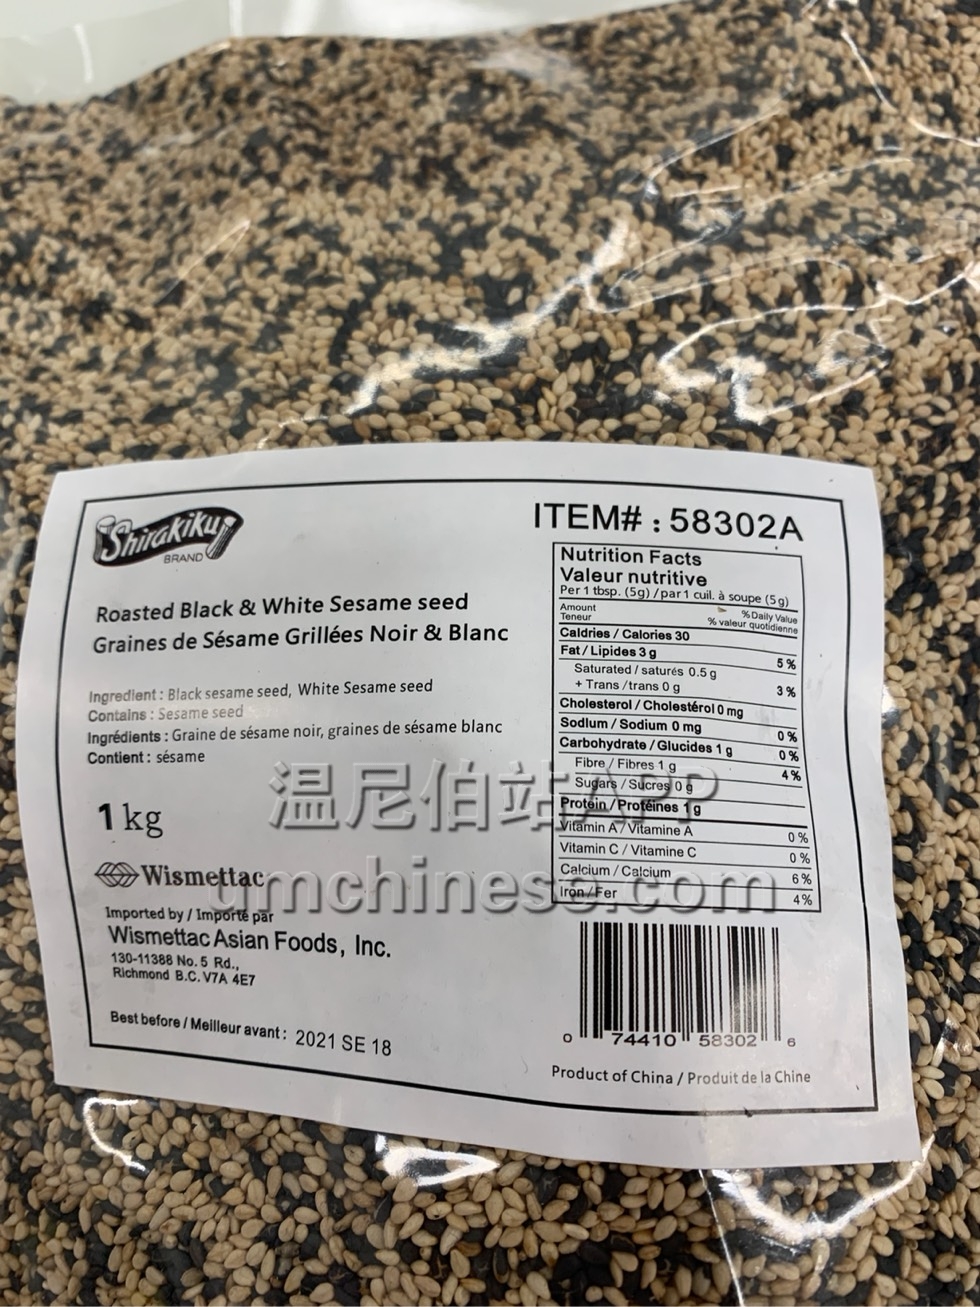 Shirakiku
BRAND
Roasted Black & White Sesame seed
Graines de Sésame Grillées Noir & Blanc
Ingredient : Black sesame seed, White Sesame seed
Contains : Sesame seed
Ingrédients : Graine de sésame noir, graines de sésame blanc
Contient : sésame
1 kg
Wismettac
Imported by / Importé par
Wismettac Asian Foods, Inc.
130-11388 No. 5 Rd.,
Richmond B.C. V7A 4E7
Best before / Meilleur avant : 2021 SE 18
ITEM# : 58302A
Nutrition Facts
Valeur nutritive
Per 1 tbsp. (5g) / par 1 cuil. à soupe (5 g)
Amount
Teneur
% Daily Value
% valeur quotidienne
Caldries / Calories 30
Fat / Lipides 3 g 5 %
Saturated / saturés 0.5 g
+ Trans / trans 0 g 3 %
Cholesterol / Cholestérol 0 mg
Sodlum / Sodium 0 mg 0 %
Carbohydrate / Glucides 1 g 0 %
Fibre / Fibres 1 g 4 %
Sugars / Sucres 0 g
Protein / Protéines 1 g
Vitamin A / Vitamine A 0 %
Vitamin C / Vitamine C 0 %
Calcium / Calcium 6 %
Iron / Fer 4 %
0 74410 58302 6
Product of China / Produit de la Chine
温尼伯站APP
umchinese.com